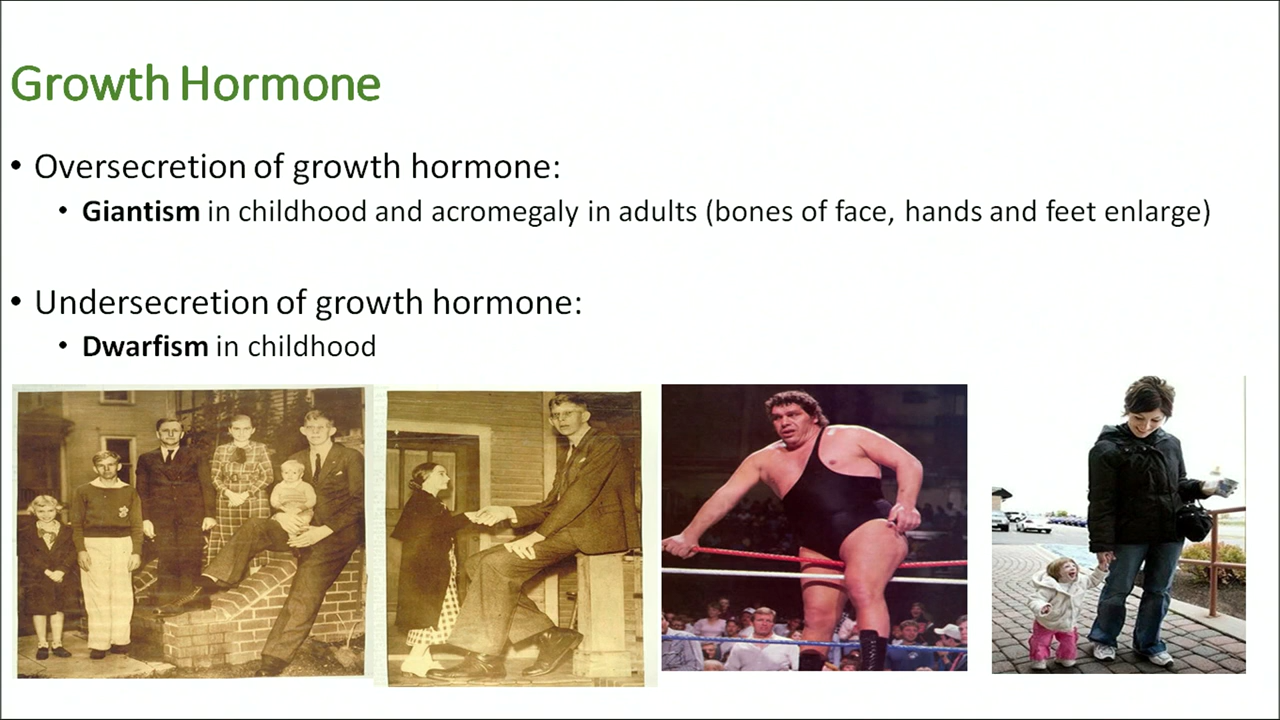 Growth Hormone
• Oversecretion of growth hormone:
• Giantism in childhood and acromegaly in adults (bones of face, hands and feet enlarge)
• Undersecretion of growth hormone:
• Dwarfism in childhood